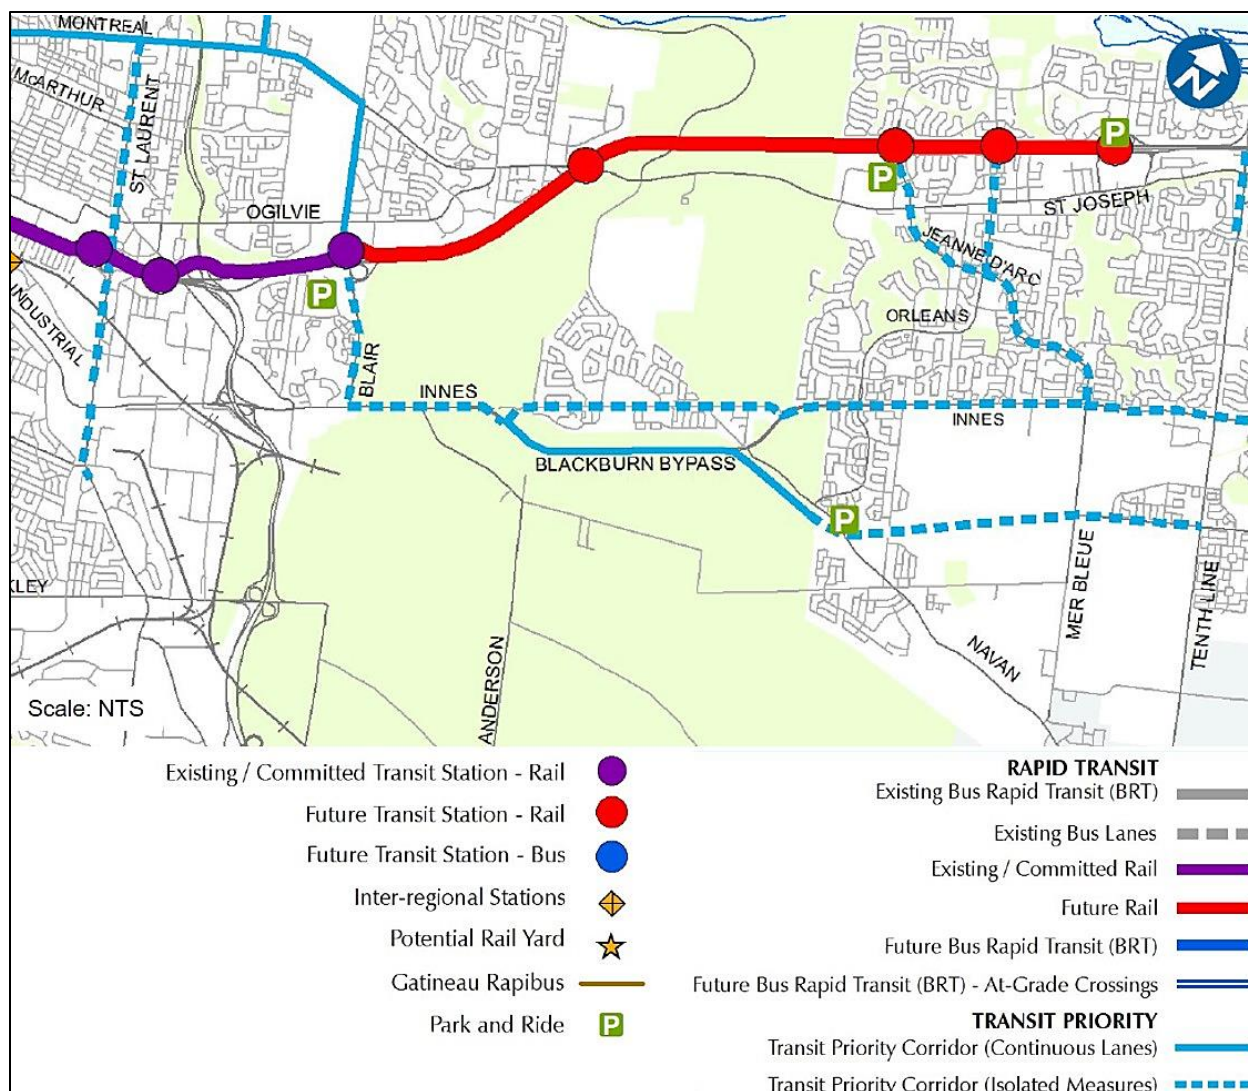 MONTREAL
McARTHUR
ST LAURENT
OGILVIE
P
P
ST JOSEPH
JEANNE D'ARC
ORLEANS
P
INDUSTRIAL
BLAIR
INNES
INNES
BLACKBURN BYPASS
P
KLEY
ANDERSON
NAVAN
MER BLEUE
TENTH LINE
N
Scale: NTS
Existing / Committed Transit Station - Rail
Future Transit Station - Rail
Future Transit Station - Bus
Inter-regional Stations
Potential Rail Yard
Gatineau Rapibus
Park and Ride P
RAPID TRANSIT
Existing Bus Rapid Transit (BRT)
Existing Bus Lanes
Existing / Committed Rail
Future Rail
Future Bus Rapid Transit (BRT)
Future Bus Rapid Transit (BRT) - At-Grade Crossings
TRANSIT PRIORITY
Transit Priority Corridor (Continuous Lanes)
Transit Priority Corridor (Isolated Measures)